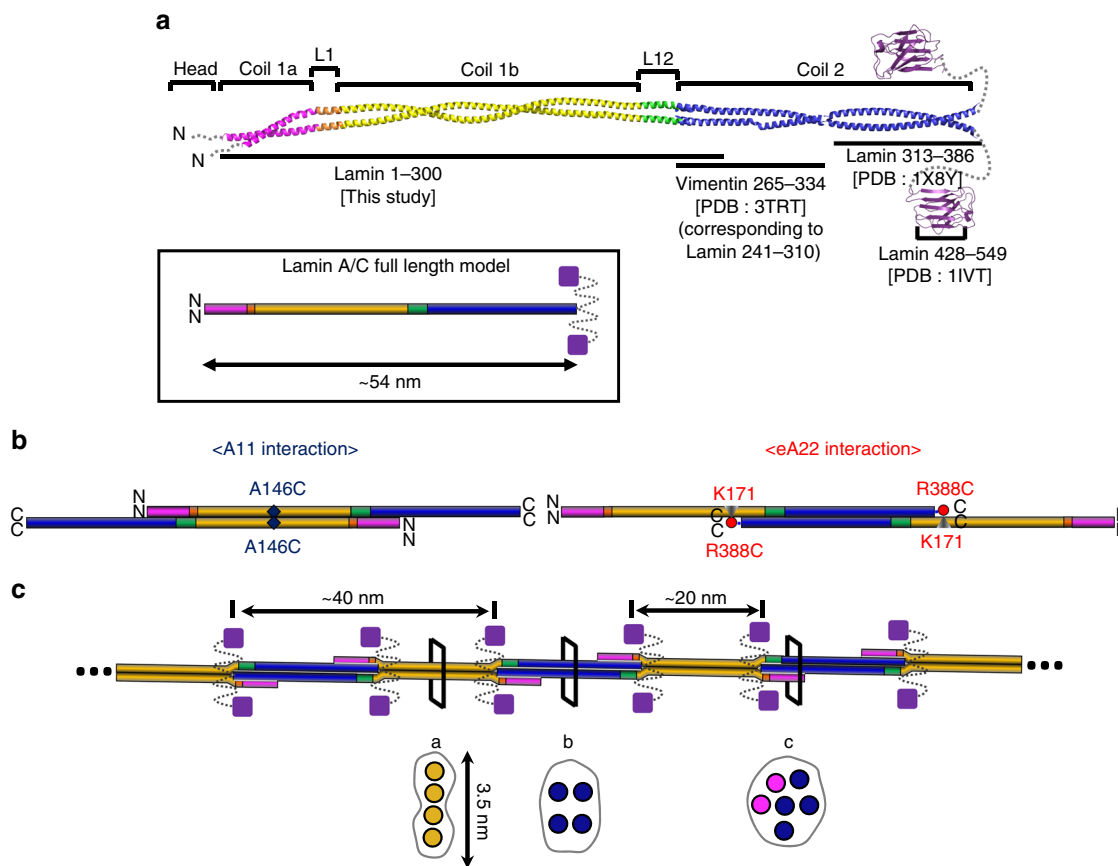 a
Head
Coil 1a
L1
Coil 1b
L12
Coil 2
N
N
Lamin 1–300
[This study]
Vimentin 265–334
[PDB : 3TRT]
(corresponding to
Lamin 241–310)
Lamin 313–386
[PDB : 1X8Y]
Lamin 428–549
[PDB : 1IVT]
Lamin A/C full length model
N
N
~54 nm
b
<A11 interaction>
A146C
N
N
C
C
C
C
N
N
A146C
<eA22 interaction>
K171
R388C
N
N
C
C
C
C
R388C
K171
c
~40 nm
~20 nm
a
b
c
3.5 nm